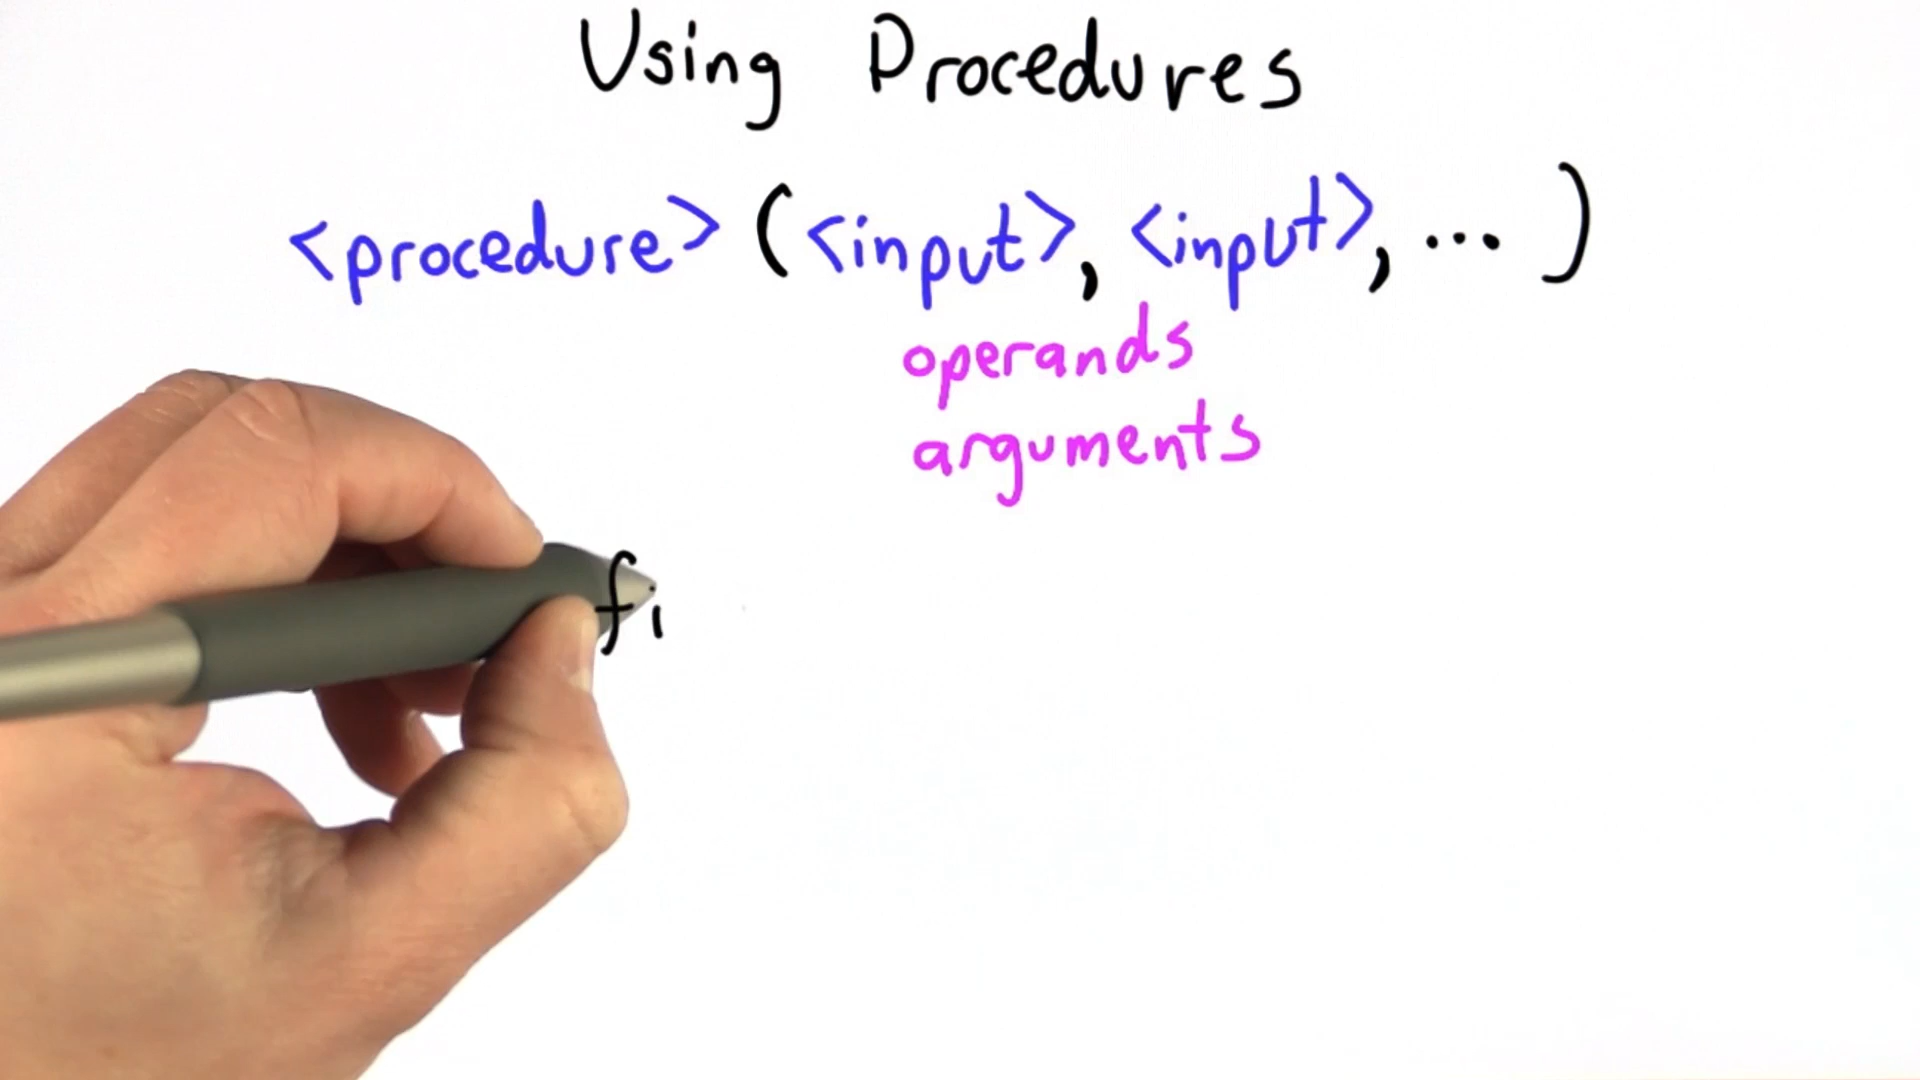 Using Procedures
<procedure> (<input>, <input>, ... )
operands
arguments
fi